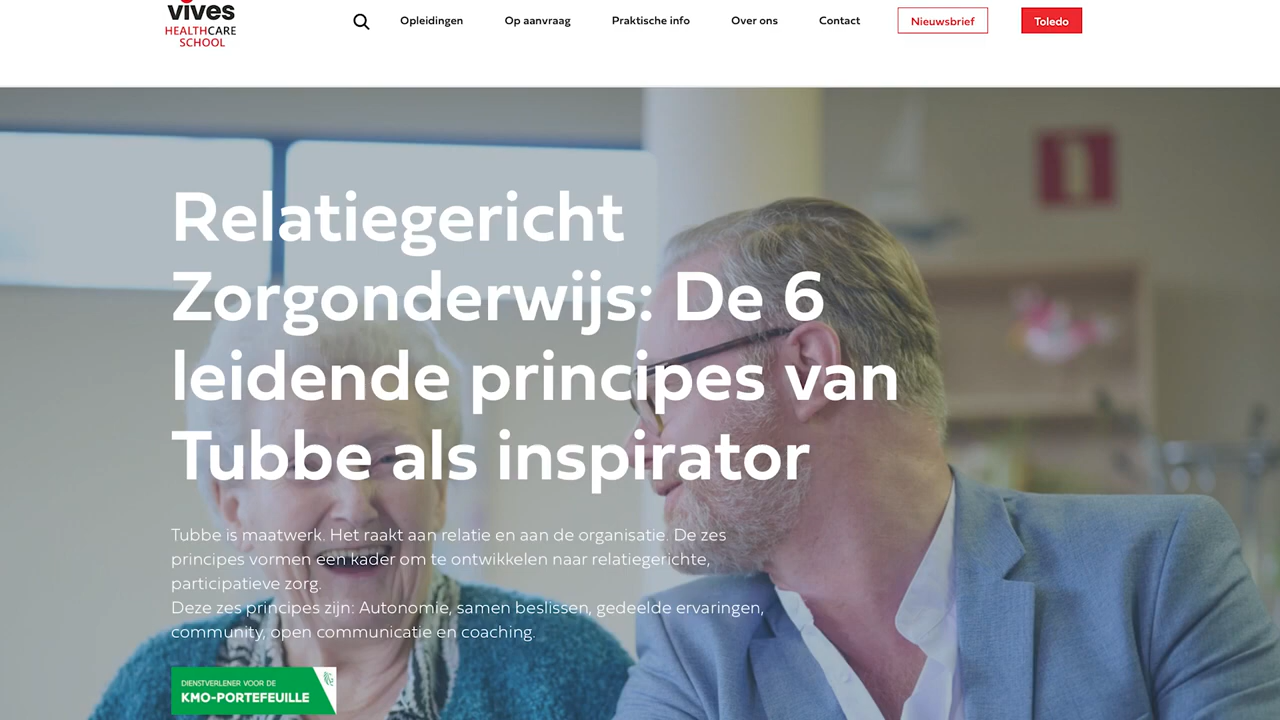 vives
HEALTHCARE
SCHOOL
Opleidingen
Op aanvraag
Praktische info
Over ons
Contact
Nieuwsbrief
Toledo
Relatiegericht
Zorgonderwijs: De 6
leidende principes van
Tubbe als inspirator
Tubbe is maatwerk. Het raakt aan relatie en aan de organisatie. De zes
principes vormen een kader om te ontwikkelen naar relatiegerichte,
participatieve zorg.
Deze zes principes zijn: Autonomie, samen beslissen, gedeelde ervaringen,
community, open communicatie en coaching.
DIENSTVERLENER VOOR DE
KMO-PORTEFEUILLE